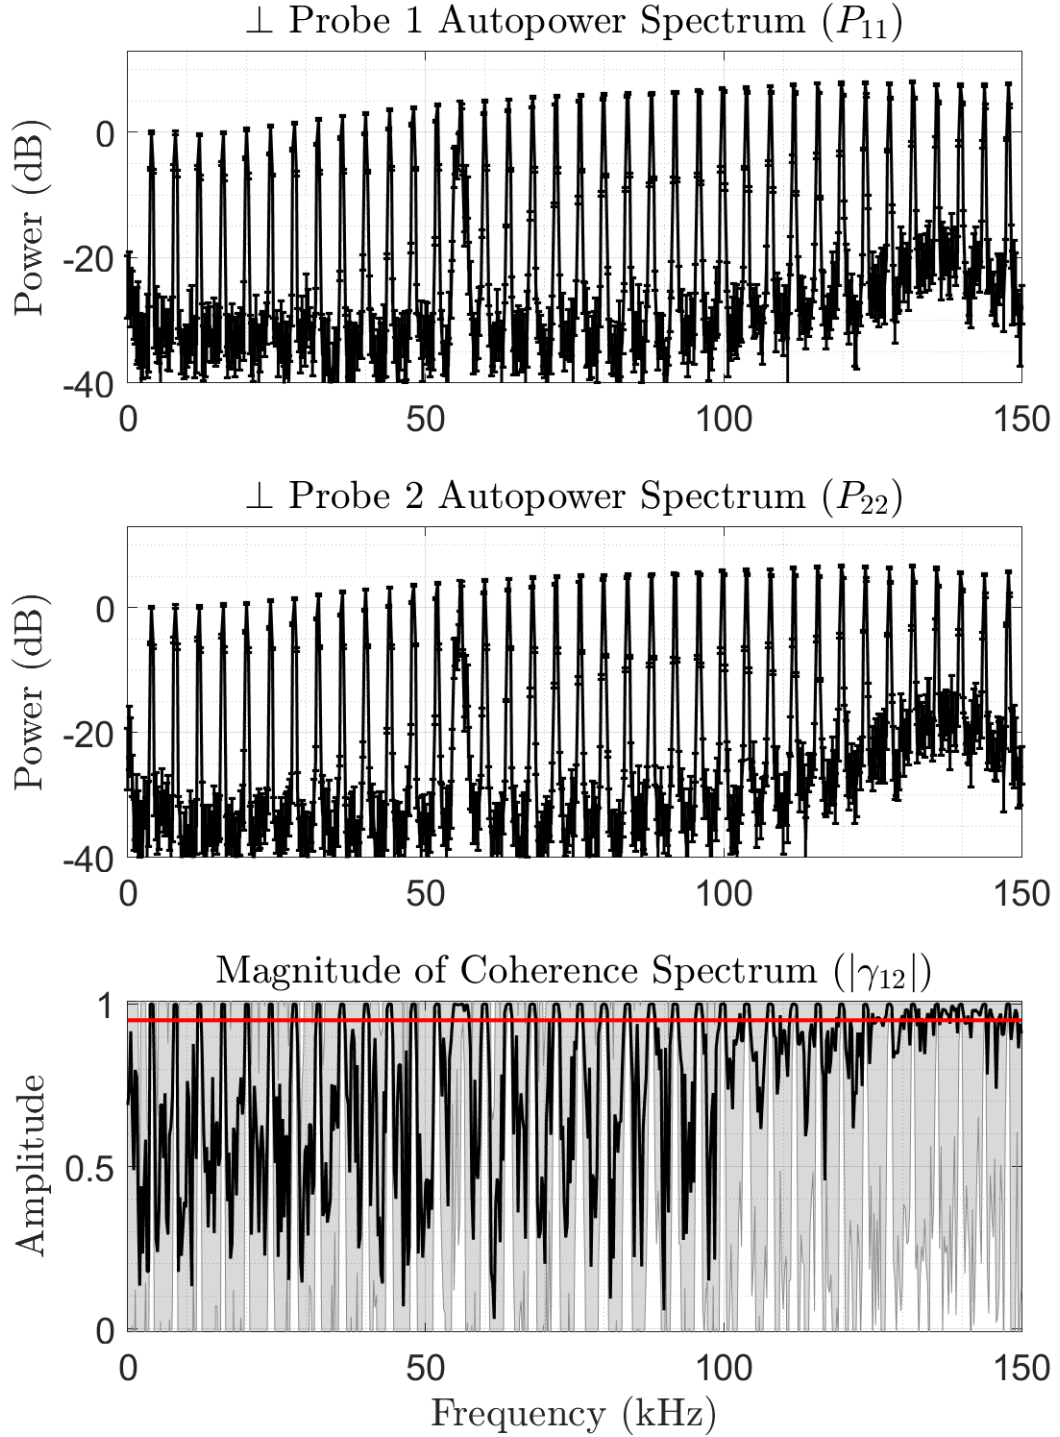 ⊥ Probe 1 Autopower Spectrum (P₁₁)
Power (dB)
0
-20
-40
0 50 100 150
⊥ Probe 2 Autopower Spectrum (P₂₂)
Power (dB)
0
-20
-40
0 50 100 150
Magnitude of Coherence Spectrum (|γ₁₂|)
Amplitude
1
0.5
0
0 50 100 150
Frequency (kHz)